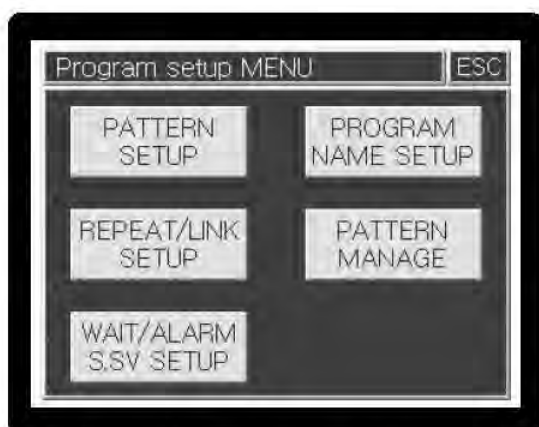 Program setup MENU
ESC
PATTERN
SETUP
PROGRAM
NAME SETUP
REPEAT/LINK
SETUP
PATTERN
MANAGE
WAIT/ALARM
S.SV SETUP